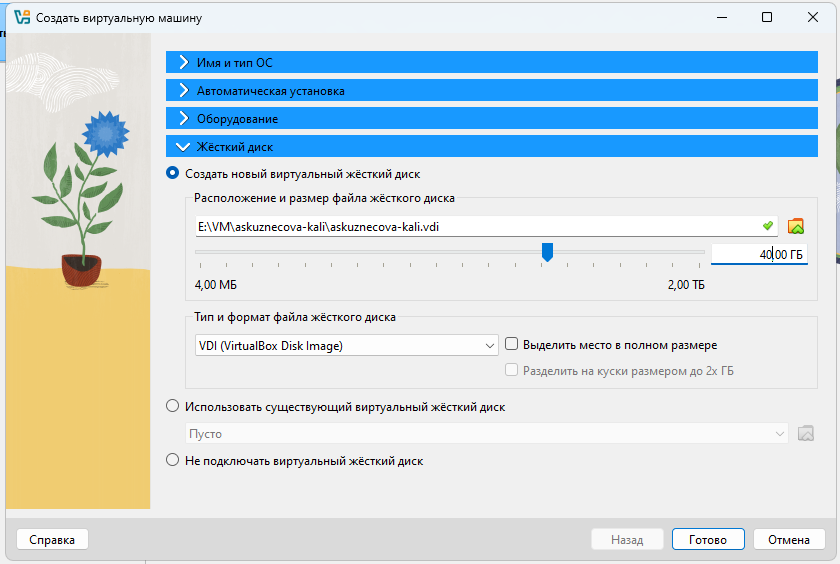 Создать виртуальную машину
Имя и тип ОС
Автоматическая установка
Оборудование
Жёсткий диск
Создать новый виртуальный жёсткий диск
Расположение и размер файла жёсткого диска
E:\VM\askuznecova-kali\askuznecova-kali.vdi
40,00 ГБ
4,00 МБ
2,00 ТБ
Тип и формат файла жёсткого диска
VDI (VirtualBox Disk Image)
Выделить место в полном размере
Разделить на куски размером до 2х ГБ
Использовать существующий виртуальный жёсткий диск
Пусто
Не подключать виртуальный жёсткий диск
Справка
Назад
Готово
Отмена